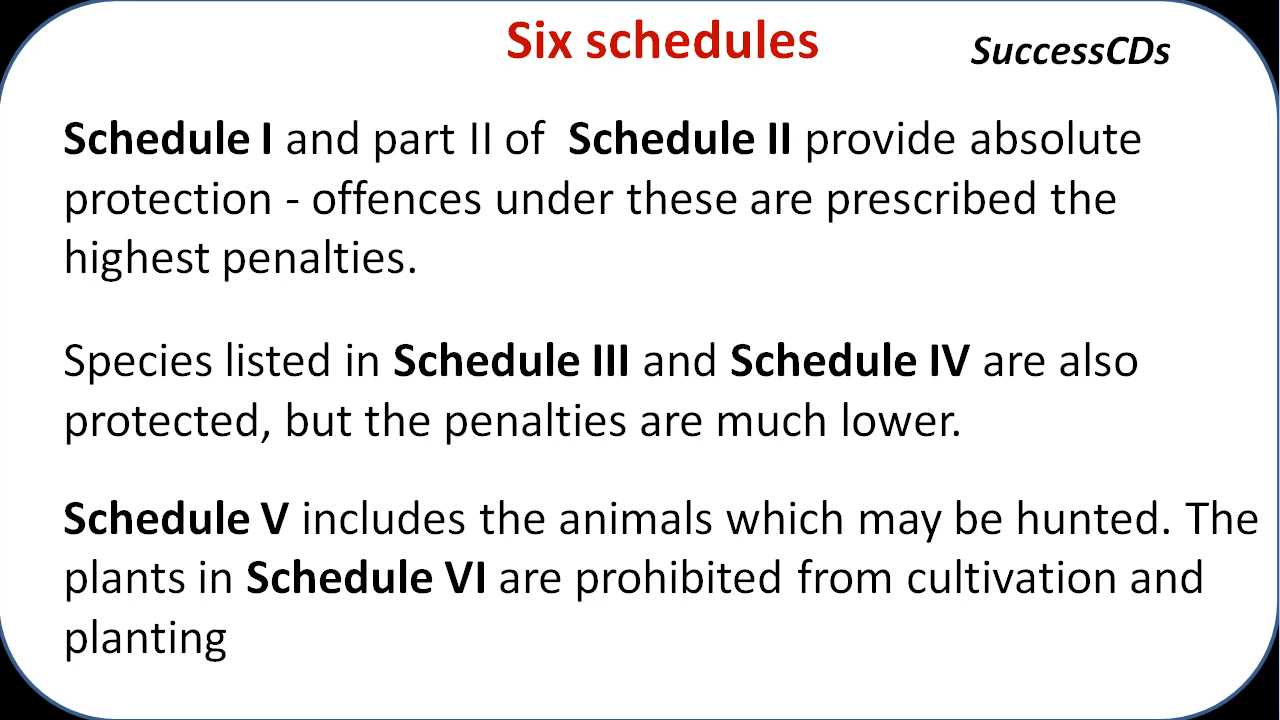 Six schedules
SuccessCDs
Schedule I and part II of Schedule II provide absolute
protection - offences under these are prescribed the
highest penalties.
Species listed in Schedule III and Schedule IV are also
protected, but the penalties are much lower.
Schedule V includes the animals which may be hunted. The
plants in Schedule VI are prohibited from cultivation and
planting